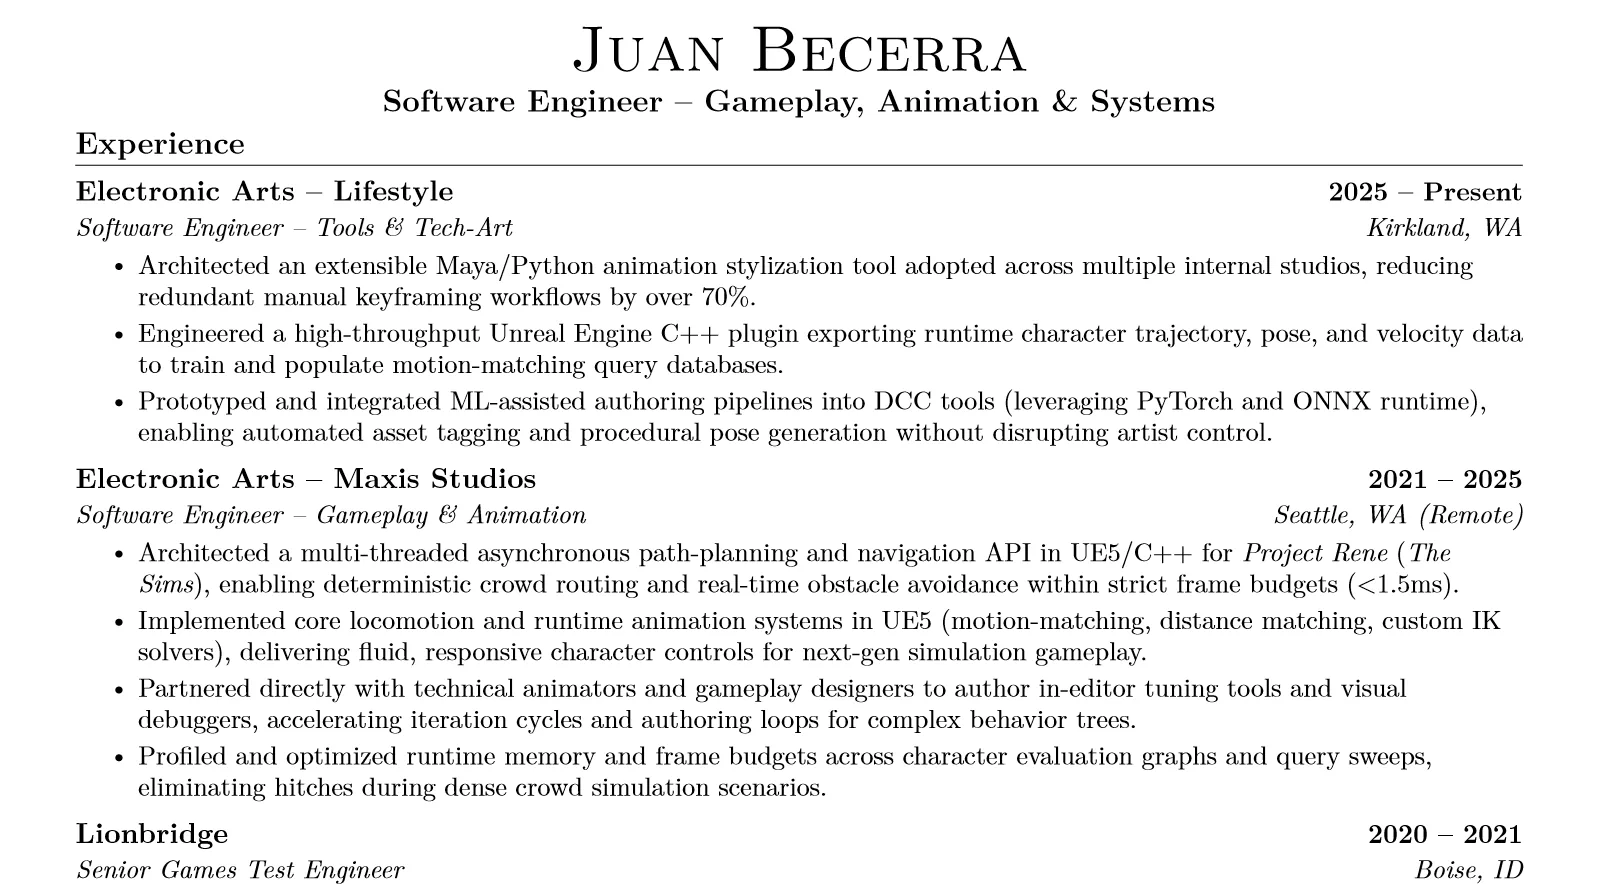 Juan Becerra
Software Engineer – Gameplay, Animation & Systems
Experience
Electronic Arts – Lifestyle 2025 – Present
Software Engineer – Tools & Tech-Art Kirkland, WA
• Architected an extensible Maya/Python animation stylization tool adopted across multiple internal studios, reducing
redundant manual keyframing workflows by over 70%.
• Engineered a high-throughput Unreal Engine C++ plugin exporting runtime character trajectory, pose, and velocity data
to train and populate motion-matching query databases.
• Prototyped and integrated ML-assisted authoring pipelines into DCC tools (leveraging PyTorch and ONNX runtime),
enabling automated asset tagging and procedural pose generation without disrupting artist control.
Electronic Arts – Maxis Studios 2021 – 2025
Software Engineer – Gameplay & Animation Seattle, WA (Remote)
• Architected a multi-threaded asynchronous path-planning and navigation API in UE5/C++ for Project Rene (The
Sims), enabling deterministic crowd routing and real-time obstacle avoidance within strict frame budgets (<1.5ms).
• Implemented core locomotion and runtime animation systems in UE5 (motion-matching, distance matching, custom IK
solvers), delivering fluid, responsive character controls for next-gen simulation gameplay.
• Partnered directly with technical animators and gameplay designers to author in-editor tuning tools and visual
debuggers, accelerating iteration cycles and authoring loops for complex behavior trees.
• Profiled and optimized runtime memory and frame budgets across character evaluation graphs and query sweeps,
eliminating hitches during dense crowd simulation scenarios.
Lionbridge 2020 – 2021
Senior Games Test Engineer Boise, ID